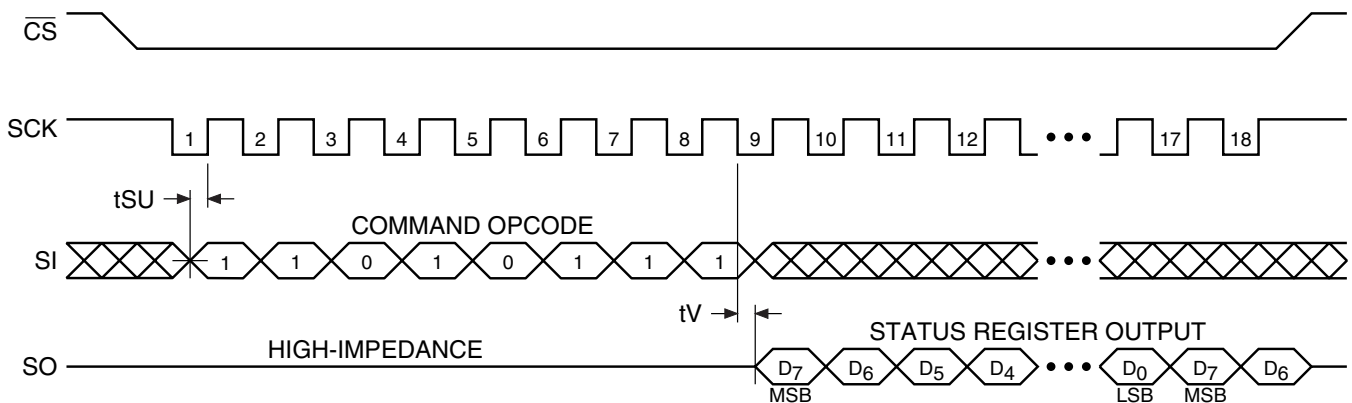 CS
SCK 1 2 3 4 5 6 7 8 9 10 11 12 ••• 17 18
tSU
COMMAND OPCODE
SI 1 1 0 1 0 1 1 1 •••
tV
HIGH-IMPEDANCE
STATUS REGISTER OUTPUT
SO D7 D6 D5 D4 ••• D0 D7 D6
MSB LSB MSB